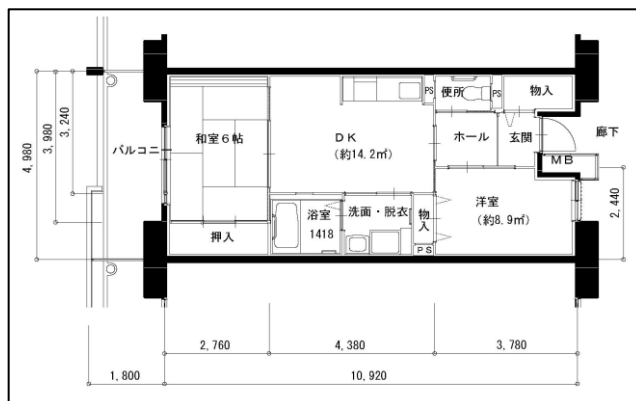 便所
PS
PS
物入
廊下
バルコニー
和室6帖
DK
(約14.2㎡)
ホール
玄関
MB
洋室
(約8.9㎡)
浴室
1418
洗面・脱衣
物入
PS
押入
4,980
3,980
3,240
2,440
2,760
4,380
3,780
1,800
10,920